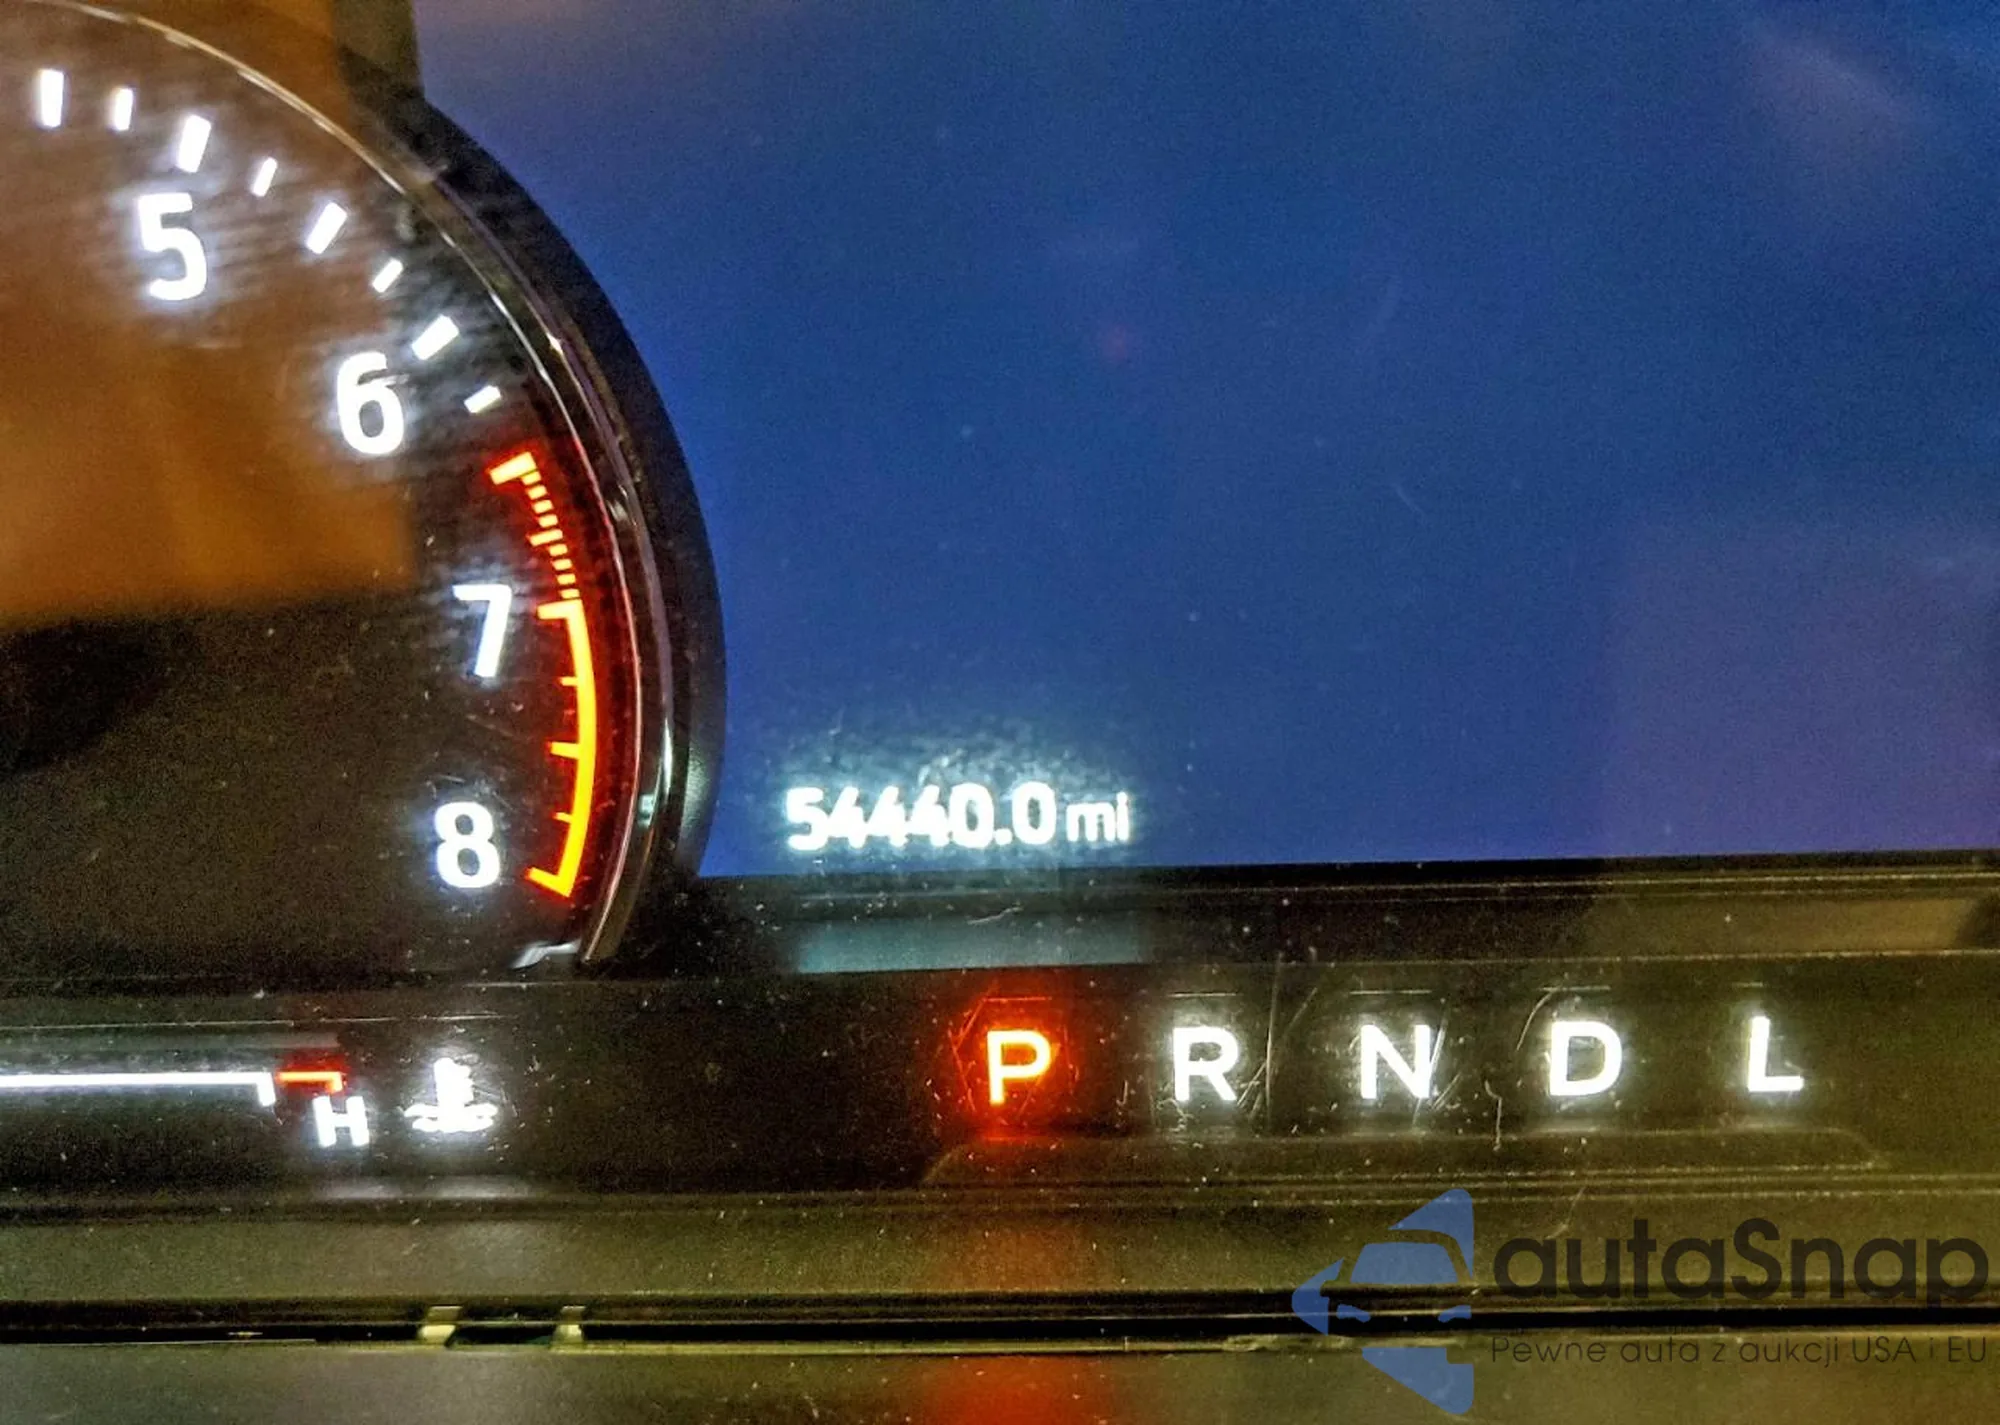 5
6
7
8
54440.0 mi
H
P R N D L
autaSnap
Pewne auta z aukcji USA i EU